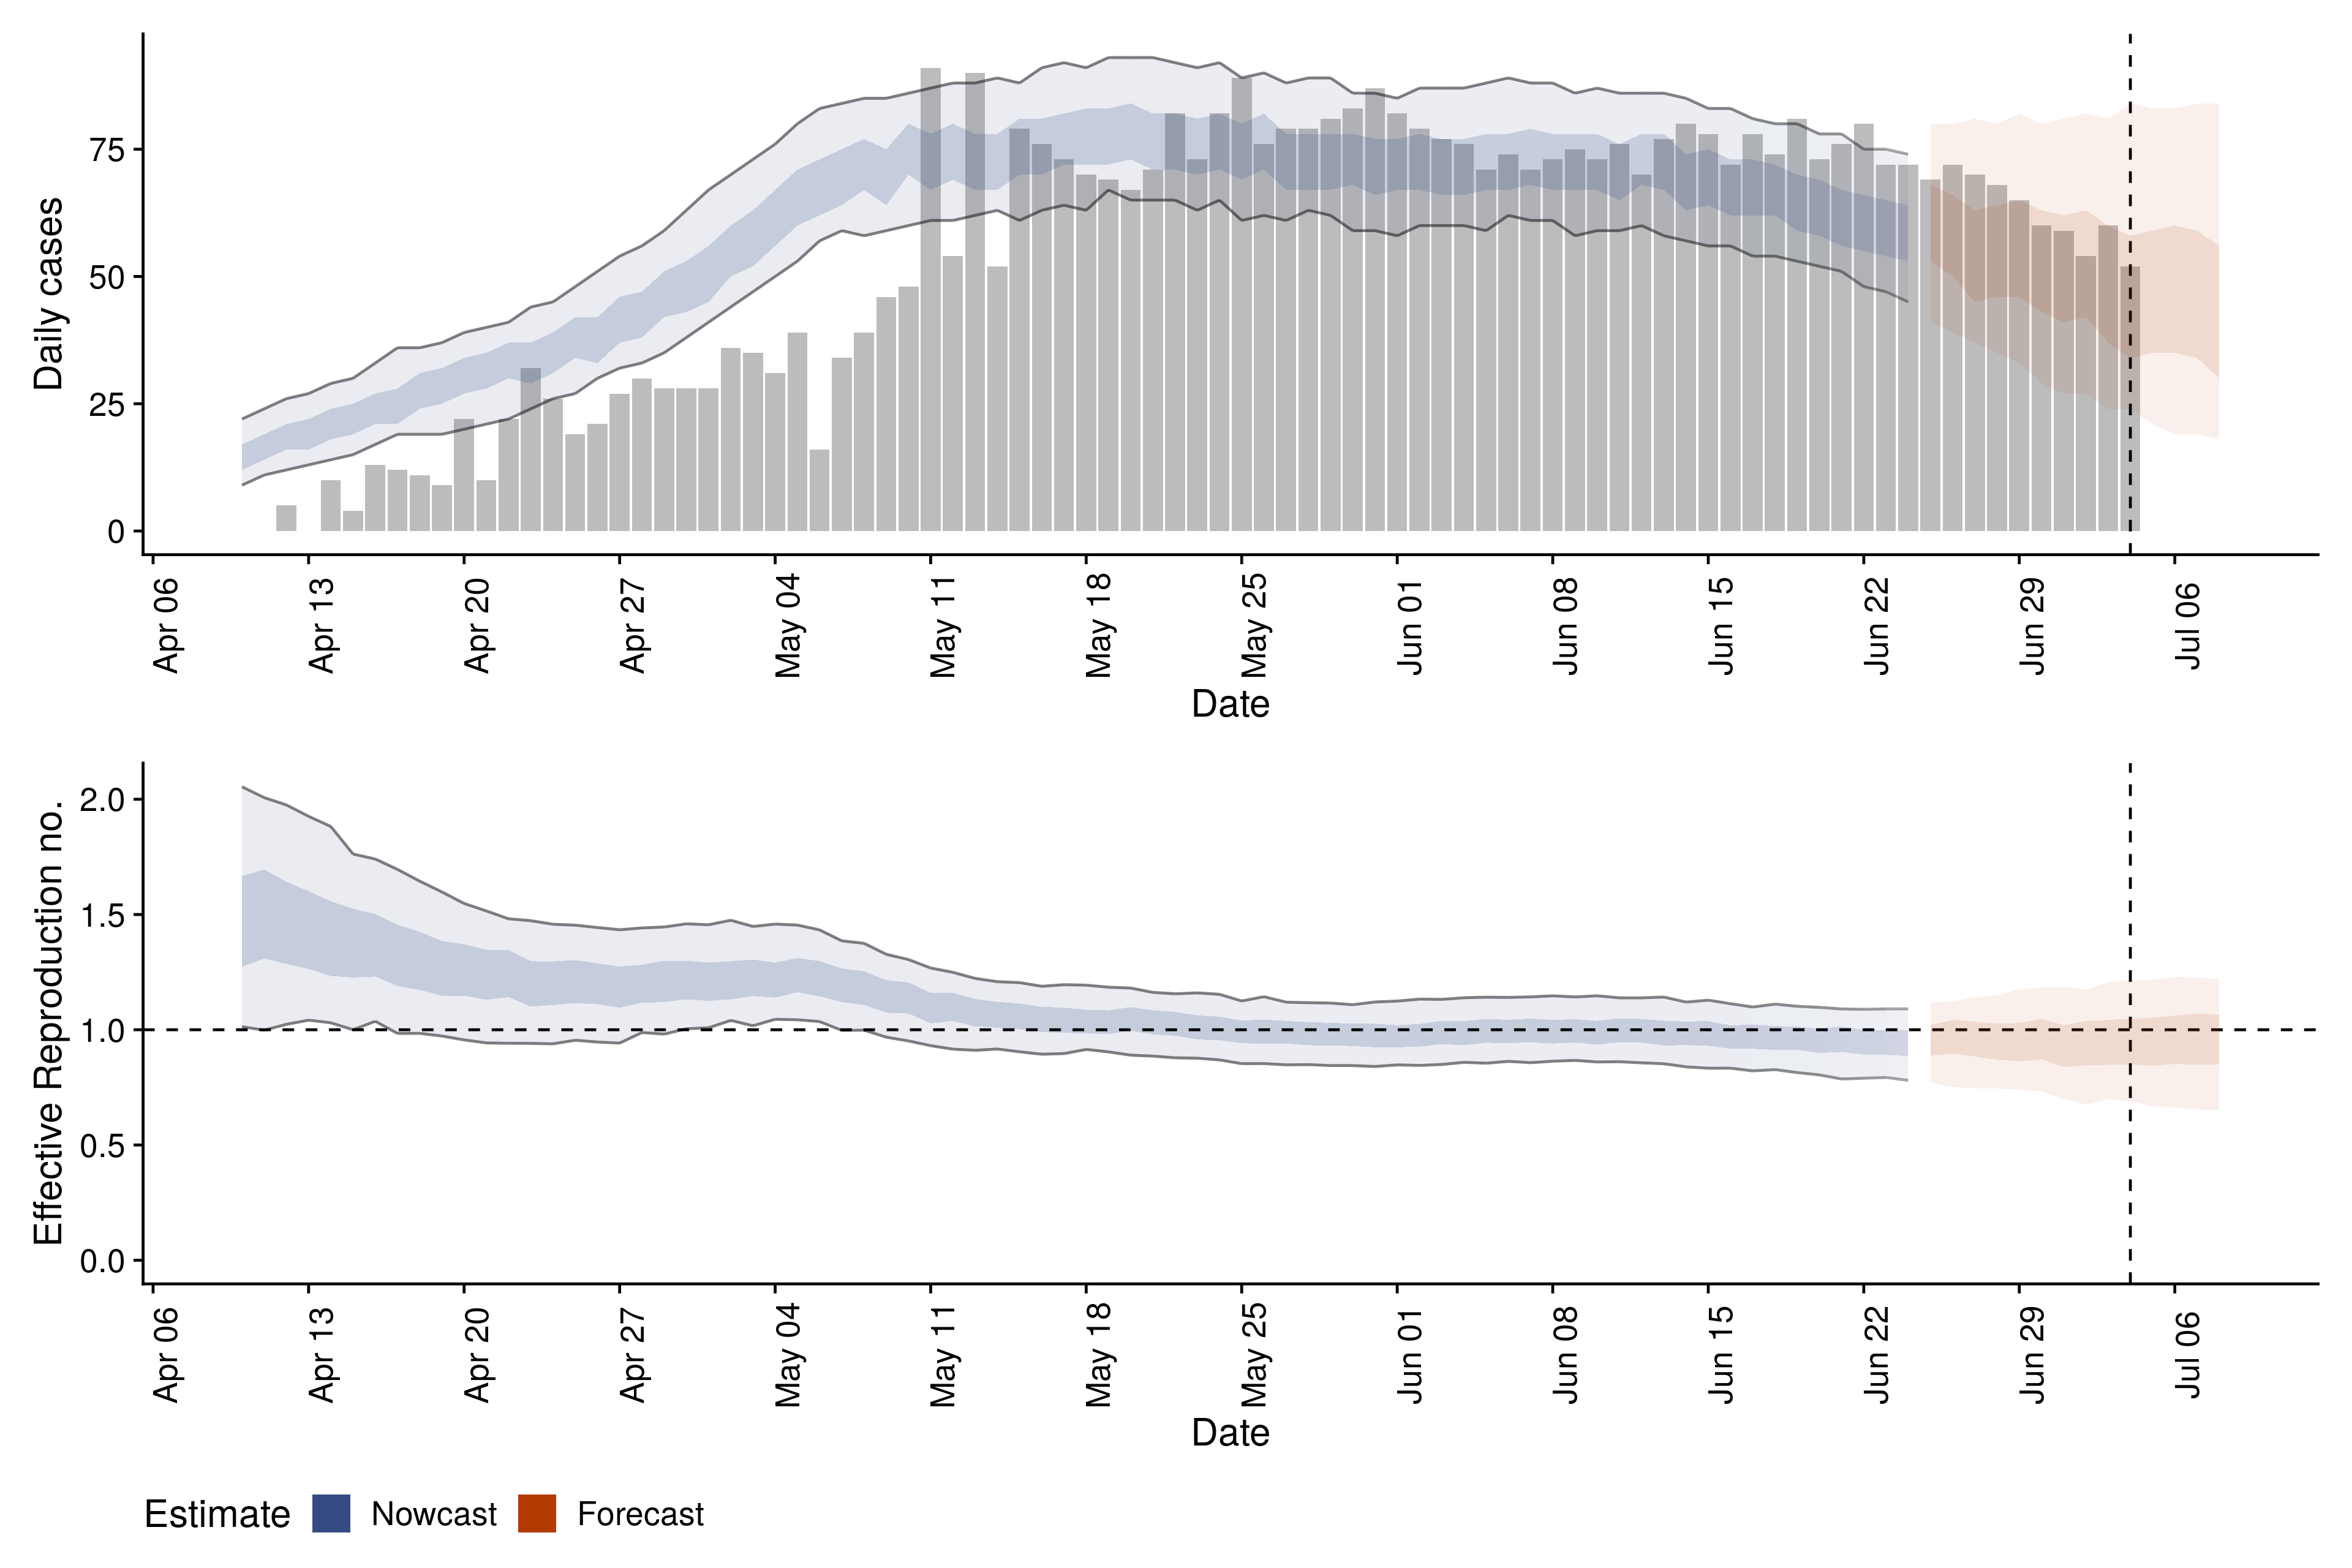 Daily cases
75
50
25
0
Apr 06 Apr 13 Apr 20 Apr 27 May 04 May 11 May 18 May 25 Jun 01 Jun 08 Jun 15 Jun 22 Jun 29 Jul 06
Date
Effective Reproduction no.
2.0
1.5
1.0
0.5
0.0
Apr 06 Apr 13 Apr 20 Apr 27 May 04 May 11 May 18 May 25 Jun 01 Jun 08 Jun 15 Jun 22 Jun 29 Jul 06
Date
Estimate Nowcast Forecast